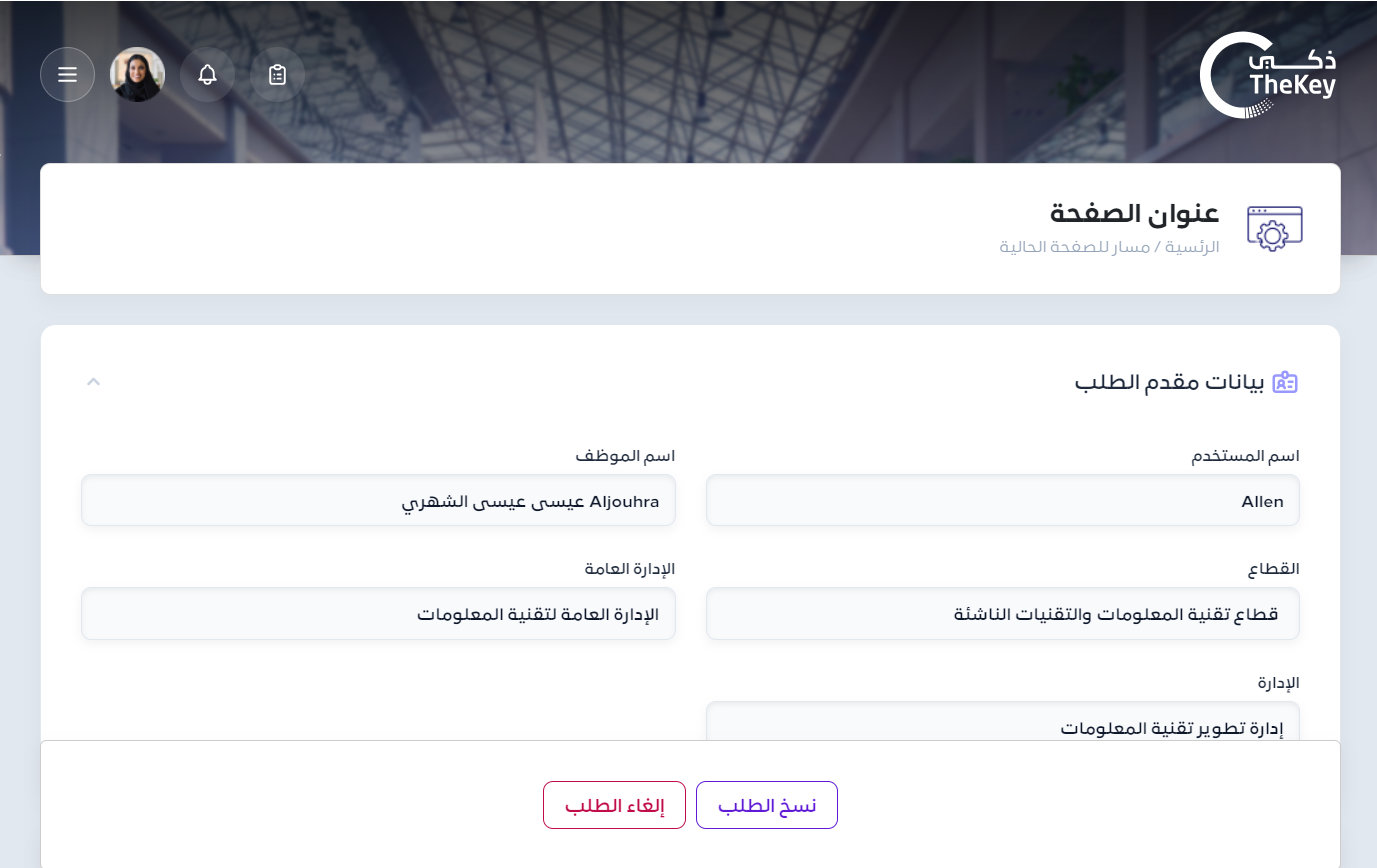 ذكي
TheKey
عنوان الصفحة
الرئسية / مسار للصفحة الحالية
بيانات مقدم الطلب
اسم المستخدم
اسم الموظف
Allen
Aljouhra عيسى عيسى الشهري
القطاع
الإدارة العامة
قطاع تقنية المعلومات والتقنيات الناشئة
الإدارة العامة لتقنية المعلومات
الإدارة
إدارة تطوير تقنية المعلومات
نسخ الطلب
إلغاء الطلب